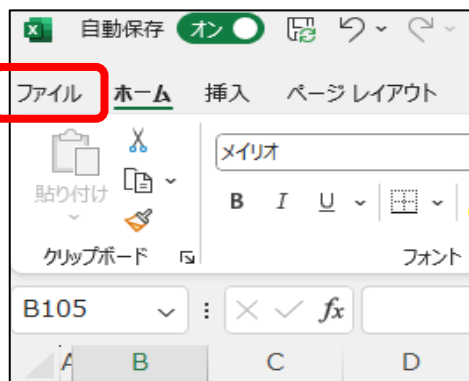 自動保存 オン
ファイル ホーム 挿入 ページ レイアウト
メイリオ
貼り付け
B I U
クリップボード フォント
B105 fx
A B C D